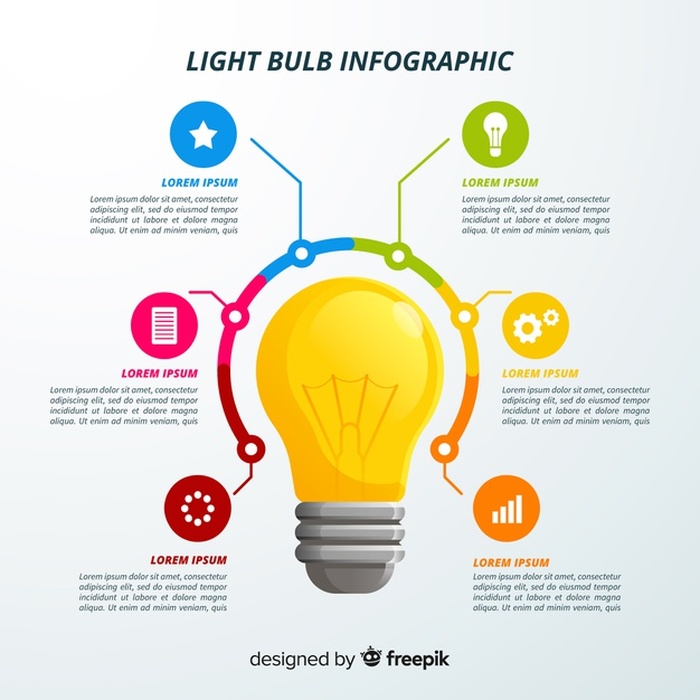 LIGHT BULB INFOGRAPHIC
LOREM IPSUM
Lorem ipsum dolor sit amet, consectetur
adipiscing elit, sed do eiusmod tempor
incididunt ut labore et dolore magna
aliqua. Ut enim ad minim veniam, quis
LOREM IPSUM
Lorem ipsum dolor sit amet, consectetur
adipiscing elit, sed do eiusmod tempor
incididunt ut labore et dolore magna
aliqua. Ut enim ad minim veniam, quis
LOREM IPSUM
Lorem ipsum dolor sit amet, consectetur
adipiscing elit, sed do eiusmod tempor
incididunt ut labore et dolore magna
aliqua. Ut enim ad minim veniam, quis
LOREM IPSUM
Lorem ipsum dolor sit amet, consectetur
adipiscing elit, sed do eiusmod tempor
incididunt ut labore et dolore magna
aliqua. Ut enim ad minim veniam, quis
LOREM IPSUM
Lorem ipsum dolor sit amet, consectetur
adipiscing elit, sed do eiusmod tempor
incididunt ut labore et dolore magna
aliqua. Ut enim ad minim veniam, quis
LOREM IPSUM
Lorem ipsum dolor sit amet, consectetur
adipiscing elit, sed do eiusmod tempor
incididunt ut labore et dolore magna
aliqua. Ut enim ad minim veniam, quis
designed by freepik